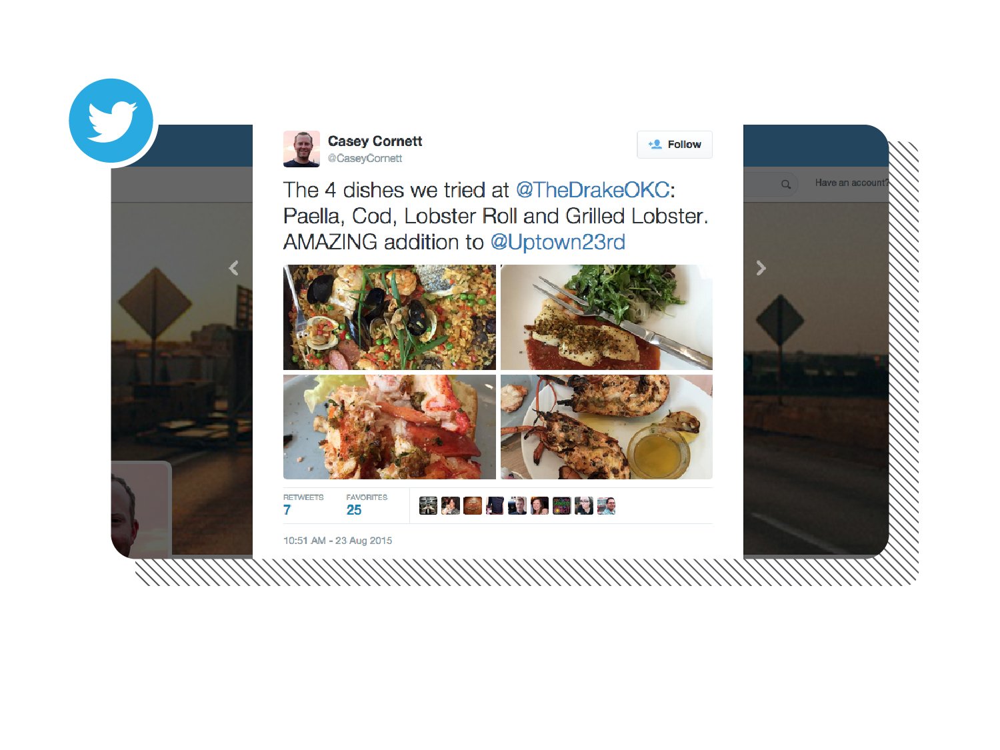 Casey Cornett
@CaseyCornett
Follow
The 4 dishes we tried at @TheDrakeOKC:
Paella, Cod, Lobster Roll and Grilled Lobster.
AMAZING addition to @Uptown23rd
Have an account?
RETWEETS
7
FAVORITES
25
10:51 AM - 23 Aug 2015